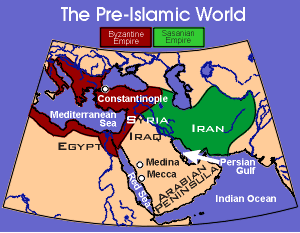 The Pre-Islamic World
Byzantine
Empire
Sasanian
Empire
Constantinople
Mediterranean
Sea
SYRIA
IRAQ
IRAN
EGYPT
Medina
Mecca
Red Sea
ARABIAN
PENINSULA
Persian
Gulf
Indian Ocean